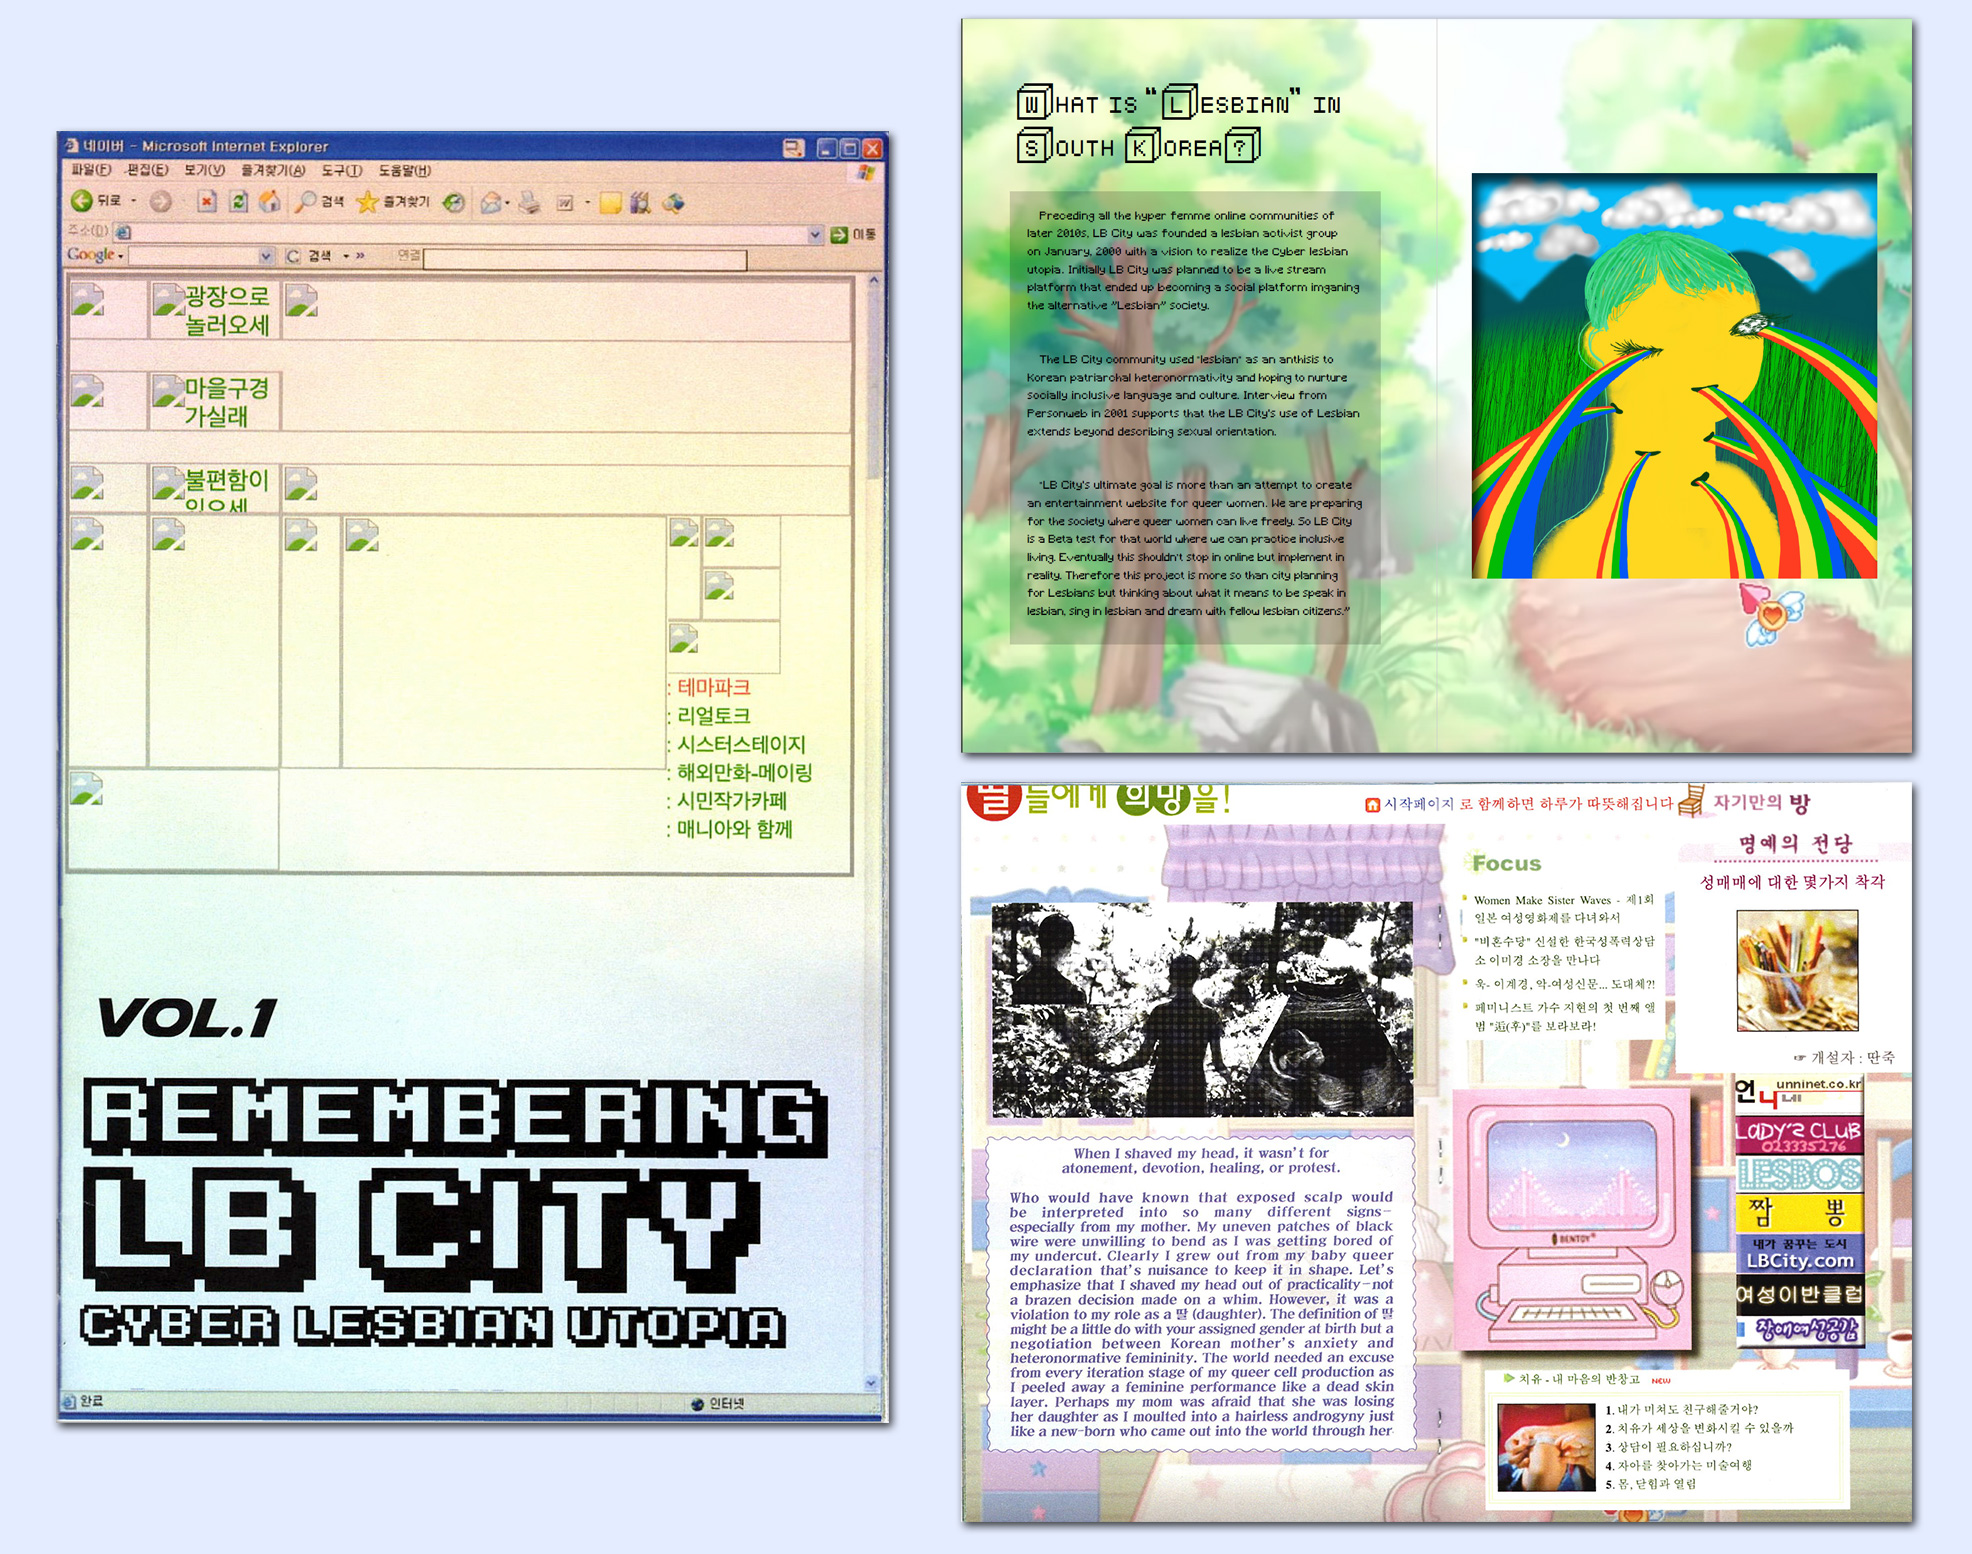 네이버 - Microsoft Internet Explorer
파일(F) 편집(E) 보기(V) 즐겨찾기(A) 도구(T) 도움말(H)
뒤로 검색 즐겨찾기
주소(D) 이동
Google 검색 » 연결
광장으로
놀러오세
마을구경
가실래
불편함이
있으세
: 테마파크
: 리얼토크
: 시스터스테이지
: 해외만화-메이링
: 시민작가카페
: 매니아와 함께
VOL.1
REMEMBERING
LB CITY
CYBER LESBIAN UTOPIA
완료 인터넷
WHAT IS "LESBIAN" IN
SOUTH KOREA?
Preceding all the hyper femme online communities of
later 2010s, LB City was founded a lesbian activist group
on January, 2000 with a vision to realize the Cyber lesbian
utopia. Initially LB City was planned to be a live stream
platform that ended up becoming a social platform imganing
the alternative "Lesbian" society.
The LB City community used "lesbian" as an anthisis to
Korean patriarchal heteronormativity and hoping to nurture
socially inclusive language and culture. Interview from
Personweb in 2001 supports that the LB City's use of Lesbian
extends beyond describing sexual orientation.
"LB City's ultimate goal is more than an attempt to create
an entertainment website for queer women. We are preparing
for the society where queer women can live freely. So LB City
is a Beta test for that world where we can practice inclusive
living. Eventually this shouldn't stop in online but implement in
reality. Therefore this project is more so than city planning
for Lesbians but thinking about what it means to be speak in
lesbian, sing in lesbian and dream with fellow lesbian citizens."
딸들에게 희망을!
시작페이지 로 함께하면 하루가 따뜻해집니다
자기만의 방
When I shaved my head, it wasn't for
atonement, devotion, healing, or protest.
Who would have known that exposed scalp would
be interpreted into so many different signs—
especially from my mother. My uneven patches of black
wire were unwilling to bend as I was getting bored of
my undercut. Clearly I grew out from my baby queer
declaration that's nuisance to keep it in shape. Let's
emphasize that I shaved my head out of practicality—not
a brazen decision made on a whim. However, it was a
violation to my role as a 딸 (daughter). The definition of 딸
might be a little do with your assigned gender at birth but a
negotiation between Korean mother's anxiety and
heteronormative femininity. The world needed an excuse
from every iteration stage of my queer cell production as
I peeled away a feminine performance like a dead skin
layer. Perhaps my mom was afraid that she was losing
her daughter as I moulted into a hairless androgyny just
like a new-born who came out into the world through her
Focus
Women Make Sister Waves - 제1회
일본 여성영화제를 다녀와서
"비혼수당" 신설한 한국성폭력상담
소 이미경 소장을 만나다
욱- 이계경, 악-여성신문... 도대체?!
페미니스트 가수 지현의 첫 번째 앨
범 "逅(후)"를 보라보라!
명예의 전당
성매매에 대한 몇가지 착각
☞ 개설자 : 딴죽
unninet.co.kr
언니네
LADY'Z CLUB
023335276
LESBOS
짬 뽕
내가 꿈꾸는 도시
LBCity.com
여성이반클럽
장애여성공감
BENTOY
치유 - 내 마음의 반창고 NEW
1. 내가 미쳐도 친구해줄거야?
2. 치유가 세상을 변화시킬 수 있을까
3. 상담이 필요하십니까?
4. 자아를 찾아가는 미술여행
5. 몸, 닫힘과 열림